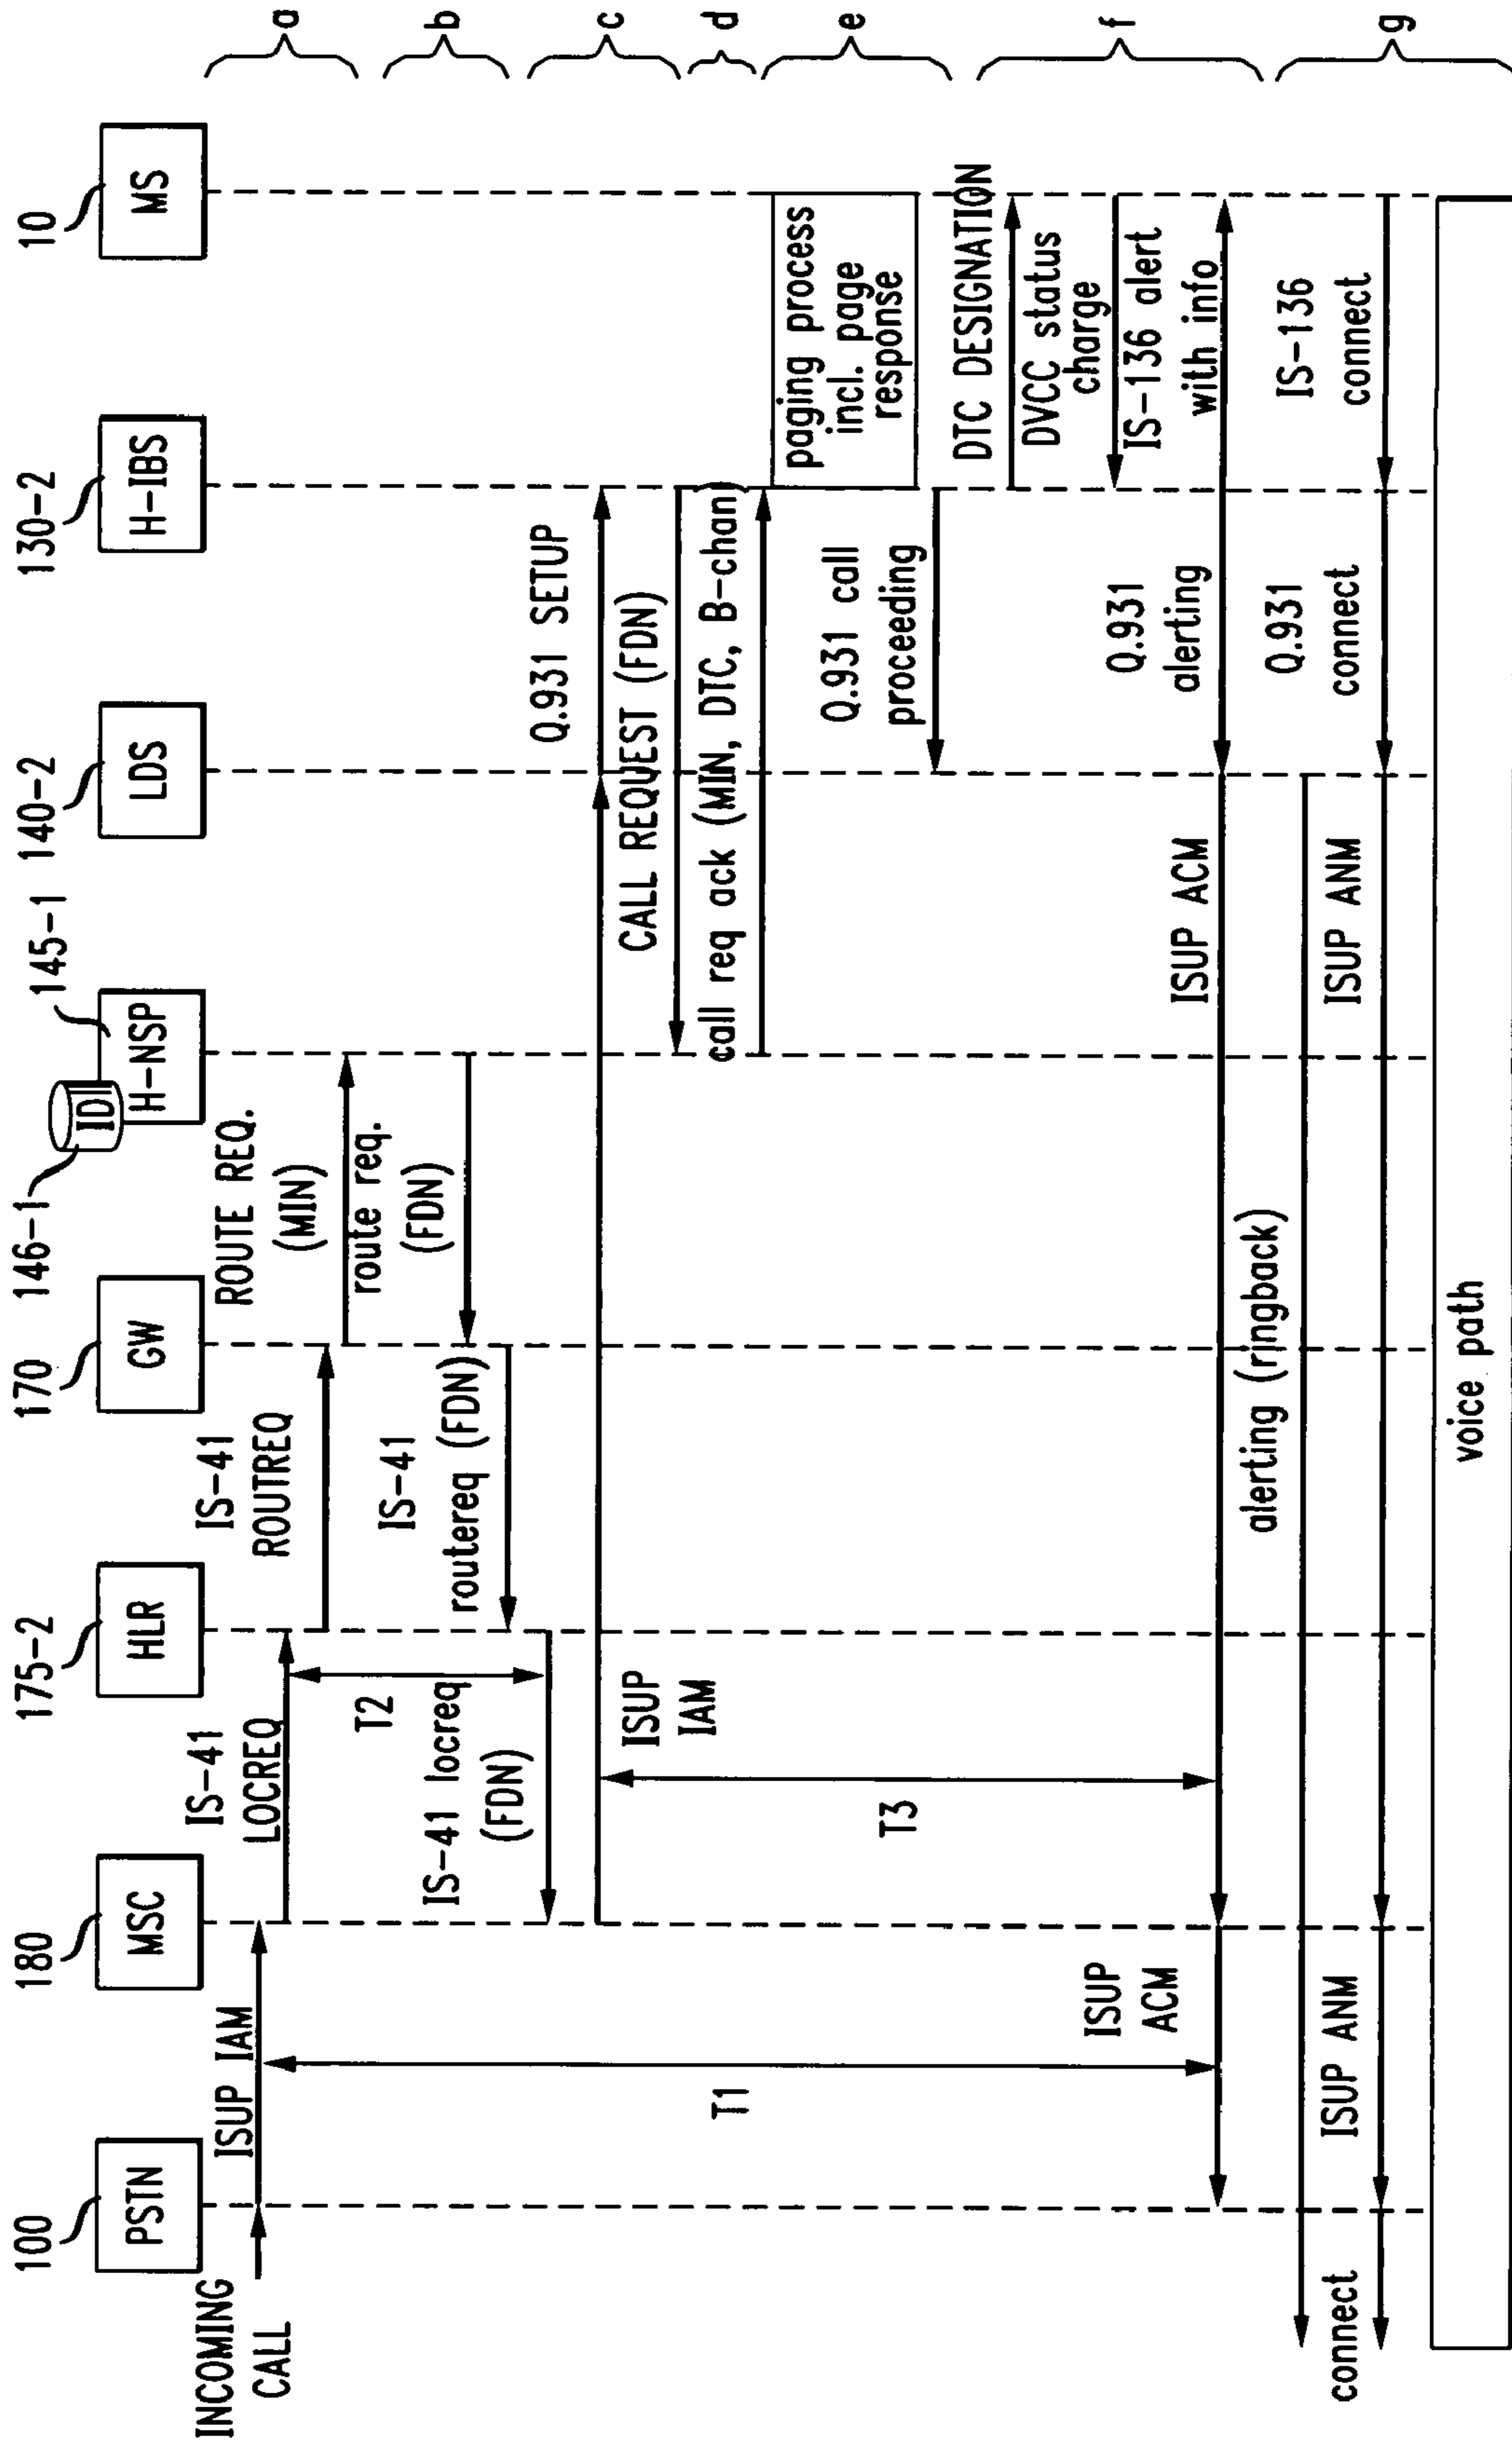 100
180
175-2
170
146-1
145-1
140-2
130-2
10
PSTN
MSC
HLR
GW
ID
H-NSP
LDS
H-IBS
MS
INCOMING
CALL
ISUP IAM
IS-41
LOCREQ
IS-41
ROUTREQ
ROUTE REQ.
(MIN)
a
route req.
(FDN)
IS-41
routereq (FDN)
T2
IS-41 locreq
(FDN)
b
ISUP
IAM
Q.931 SETUP
CALL REQUEST (FDN)
c
call req ack (MIN, DTC, B-chan)
d
T1
T3
paging process
incl. page
response
Q.931 call
proceeding
e
DTC DESIGNATION
DVCC status
charge
IS-136 alert
with info
Q.931
alerting
ISUP ACM
ISUP
ACM
f
alerting (ringback)
IS-136
connect
Q.931
connect
ISUP ANM
ISUP ANM
connect
g
voice path